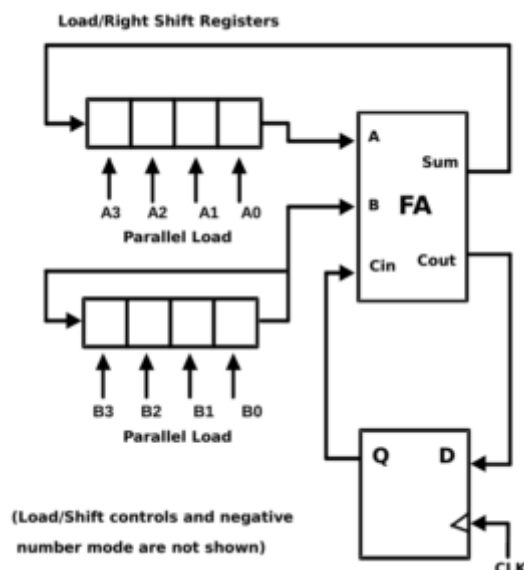 Load/Right Shift Registers
A
Sum
B
FA
Cin
Cout
A3 A2 A1 A0
Parallel Load
B3 B2 B1 B0
Parallel Load
Q D
(Load/Shift controls and negative
number mode are not shown)
CLK